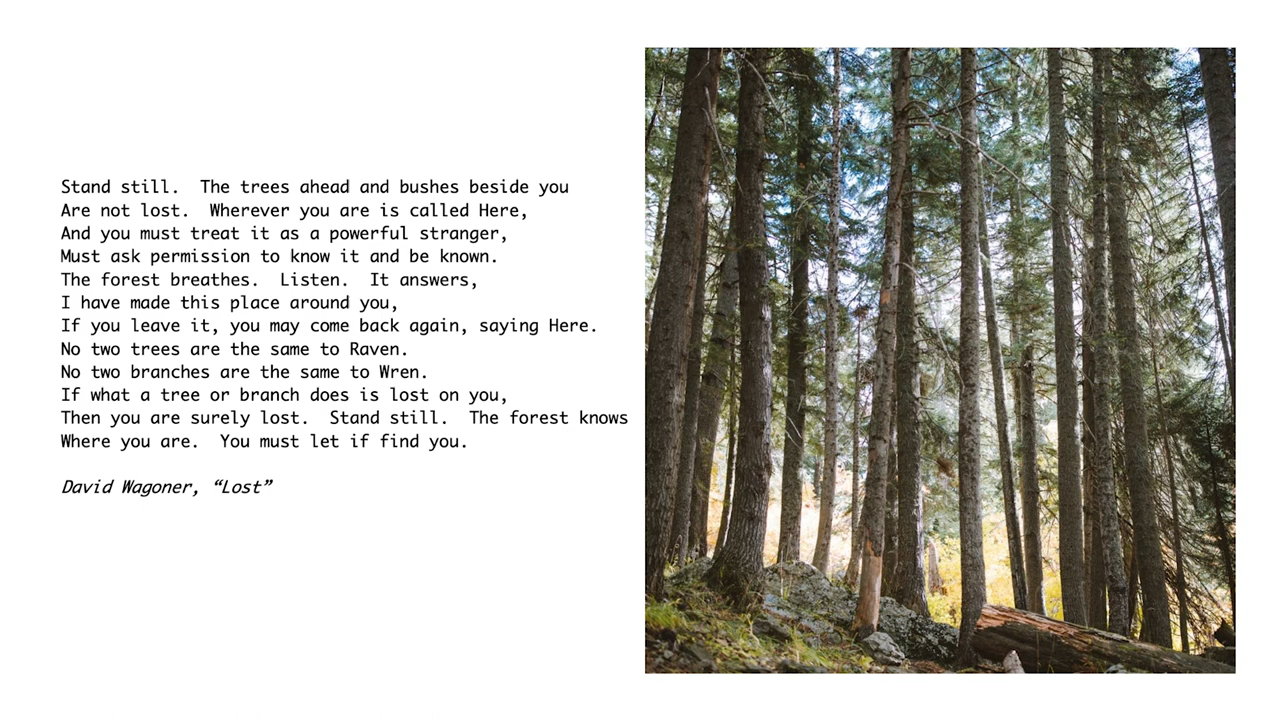 Stand still.  The trees ahead and bushes beside you
Are not lost.  Wherever you are is called Here,
And you must treat it as a powerful stranger,
Must ask permission to know it and be known.
The forest breathes.  Listen.  It answers,
I have made this place around you,
If you leave it, you may come back again, saying Here.
No two trees are the same to Raven.
No two branches are the same to Wren.
If what a tree or branch does is lost on you,
Then you are surely lost.  Stand still.  The forest knows
Where you are.  You must let if find you.
David Wagoner, “Lost”